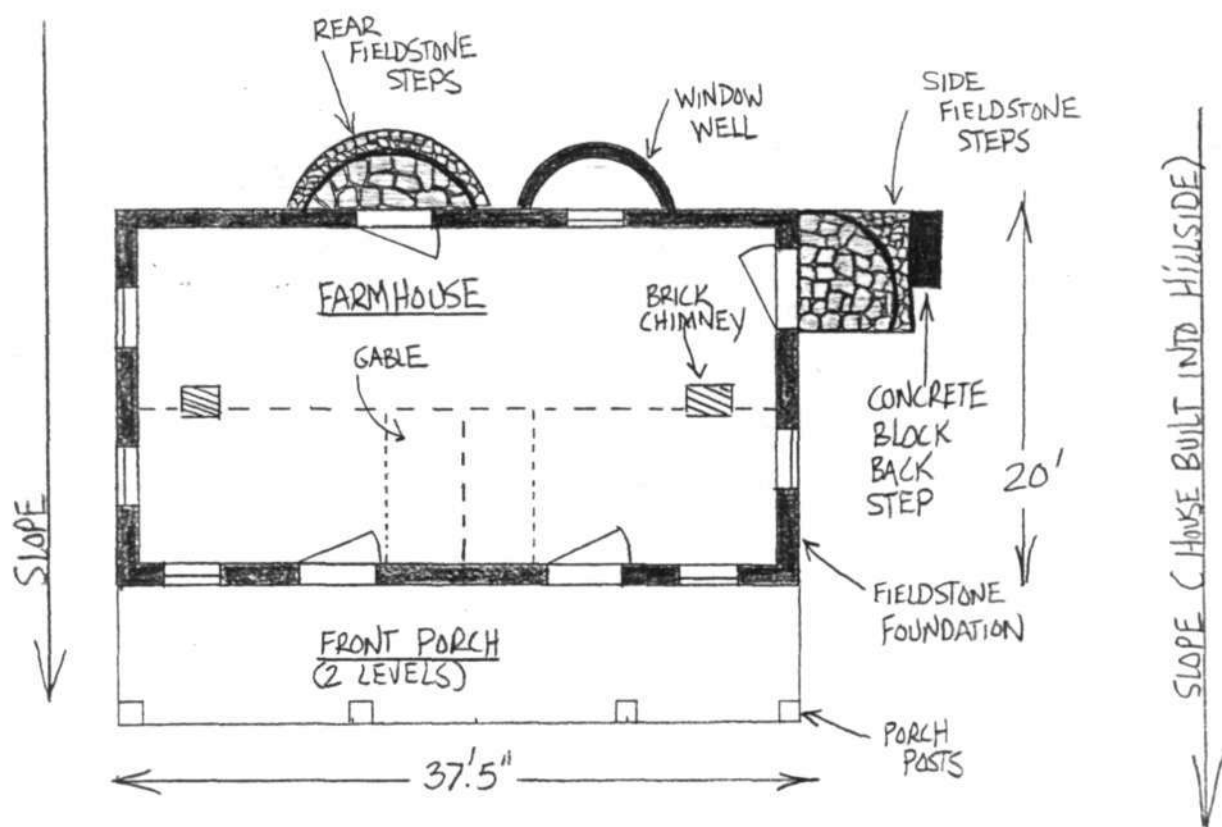 REAR
FIELDSTONE
STEPS
WINDOW
WELL
SIDE
FIELDSTONE
STEPS
FARMHOUSE
BRICK
CHIMNEY
GABLE
CONCRETE
BLOCK
BACK
STEP
20'
SLOPE
SLOPE (HOUSE BUILT INTO HILLSIDE)
FIELDSTONE
FOUNDATION
FRONT PORCH
(2 LEVELS)
PORCH
POSTS
37'.5"